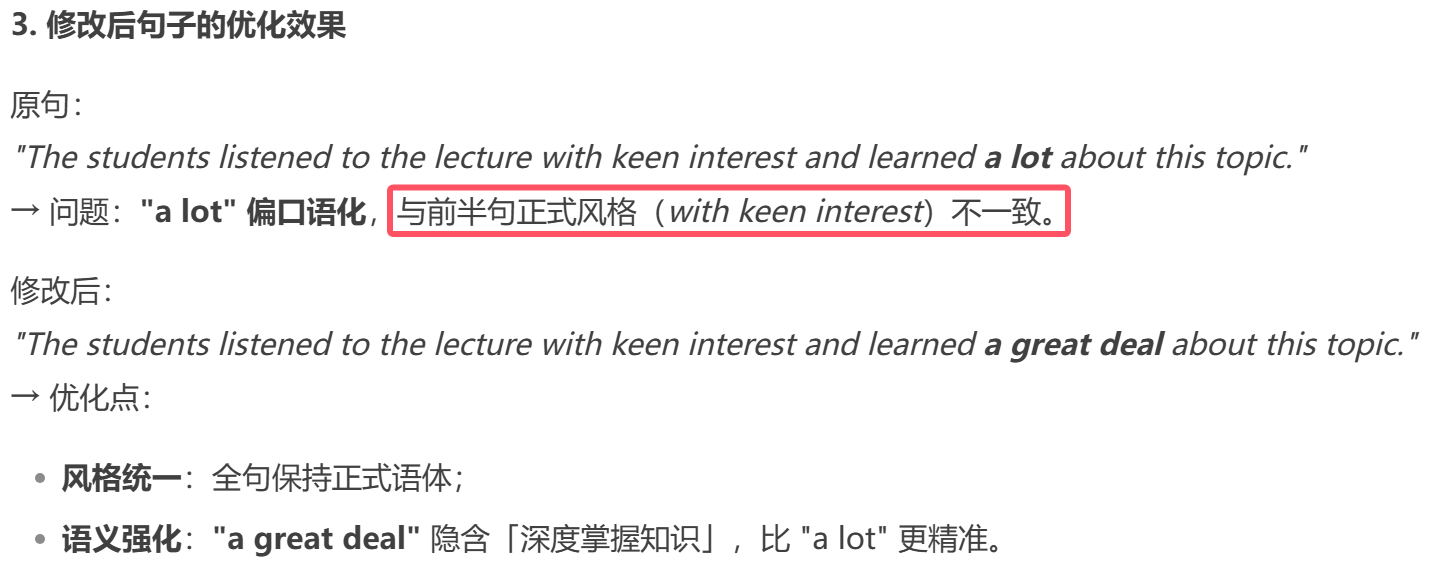 3. 修改后句子的优化效果
原句：
"The students listened to the lecture with keen interest and learned a lot about this topic."
→ 问题："a lot" 偏口语化，与前半句正式风格（with keen interest）不一致。
修改后：
"The students listened to the lecture with keen interest and learned a great deal about this topic."
→ 优化点：
• 风格统一：全句保持正式语体；
• 语义强化："a great deal" 隐含「深度掌握知识」，比 "a lot" 更精准。